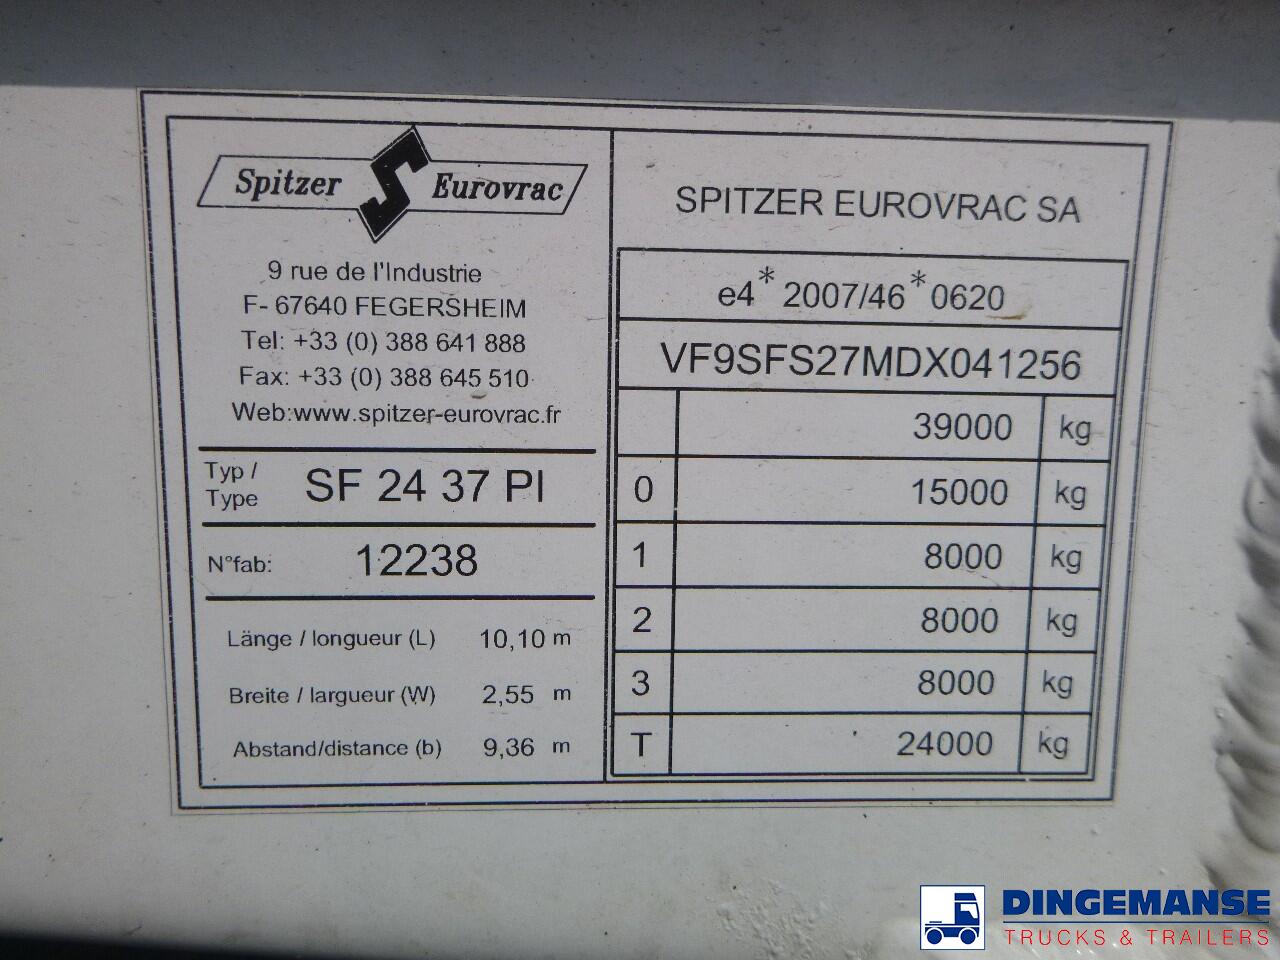 Spitzer Eurovrac
9 rue de l'Industrie
F- 67640 FEGERSHEIM
Tel: +33 (0) 388 641 888
Fax: +33 (0) 388 645 510
Web:www.spitzer-eurovrac.fr
Typ /
Type SF 24 37 PI
N°fab: 12238
Länge / longueur (L) 10,10 m
Breite / largueur (W) 2,55 m
Abstand/distance (b) 9,36 m
SPITZER EUROVRAC SA
e4*2007/46*0620
VF9SFS27MDX041256
39000 kg
0 15000 kg
1 8000 kg
2 8000 kg
3 8000 kg
T 24000 kg
DINGEMANSE
TRUCKS & TRAILERS